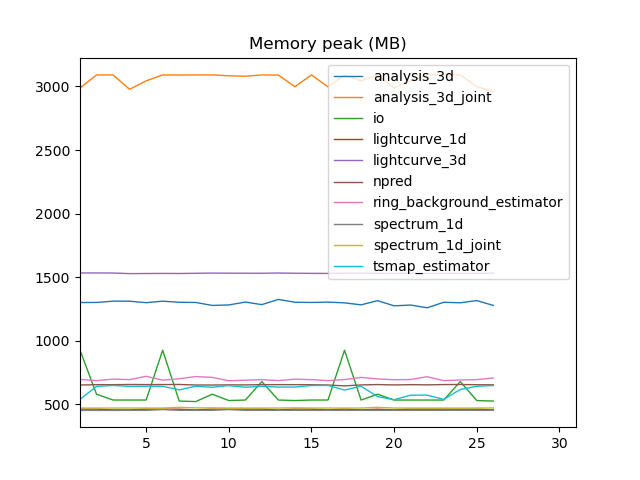 Memory peak (MB)
3000
2500
2000
1500
1000
500
analysis_3d
analysis_3d_joint
io
lightcurve_1d
lightcurve_3d
npred
ring_background_estimator
spectrum_1d
spectrum_1d_joint
tsmap_estimator
5 10 15 20 25 30